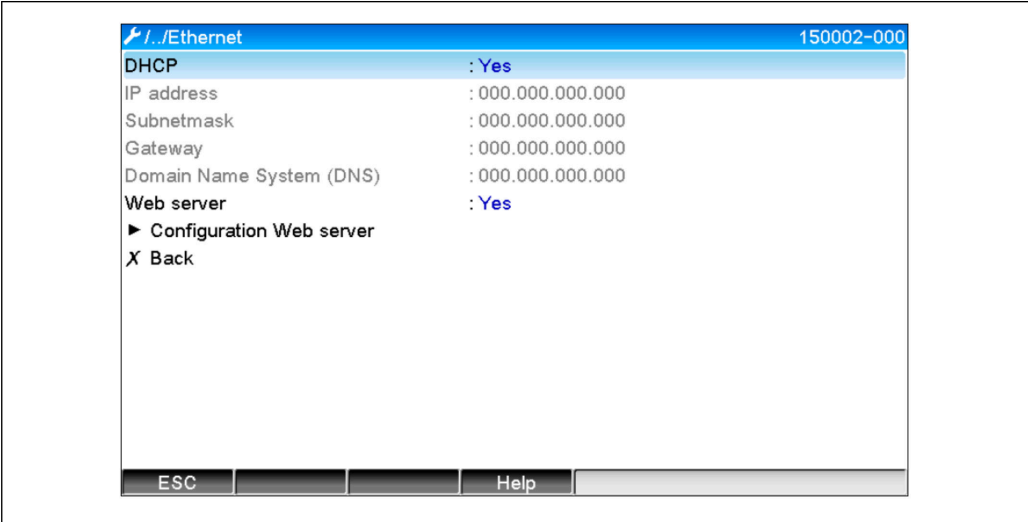 /../Ethernet 150002-000
DHCP : Yes
IP address : 000.000.000.000
Subnetmask : 000.000.000.000
Gateway : 000.000.000.000
Domain Name System (DNS) : 000.000.000.000
Web server : Yes
► Configuration Web server
X Back
ESC Help